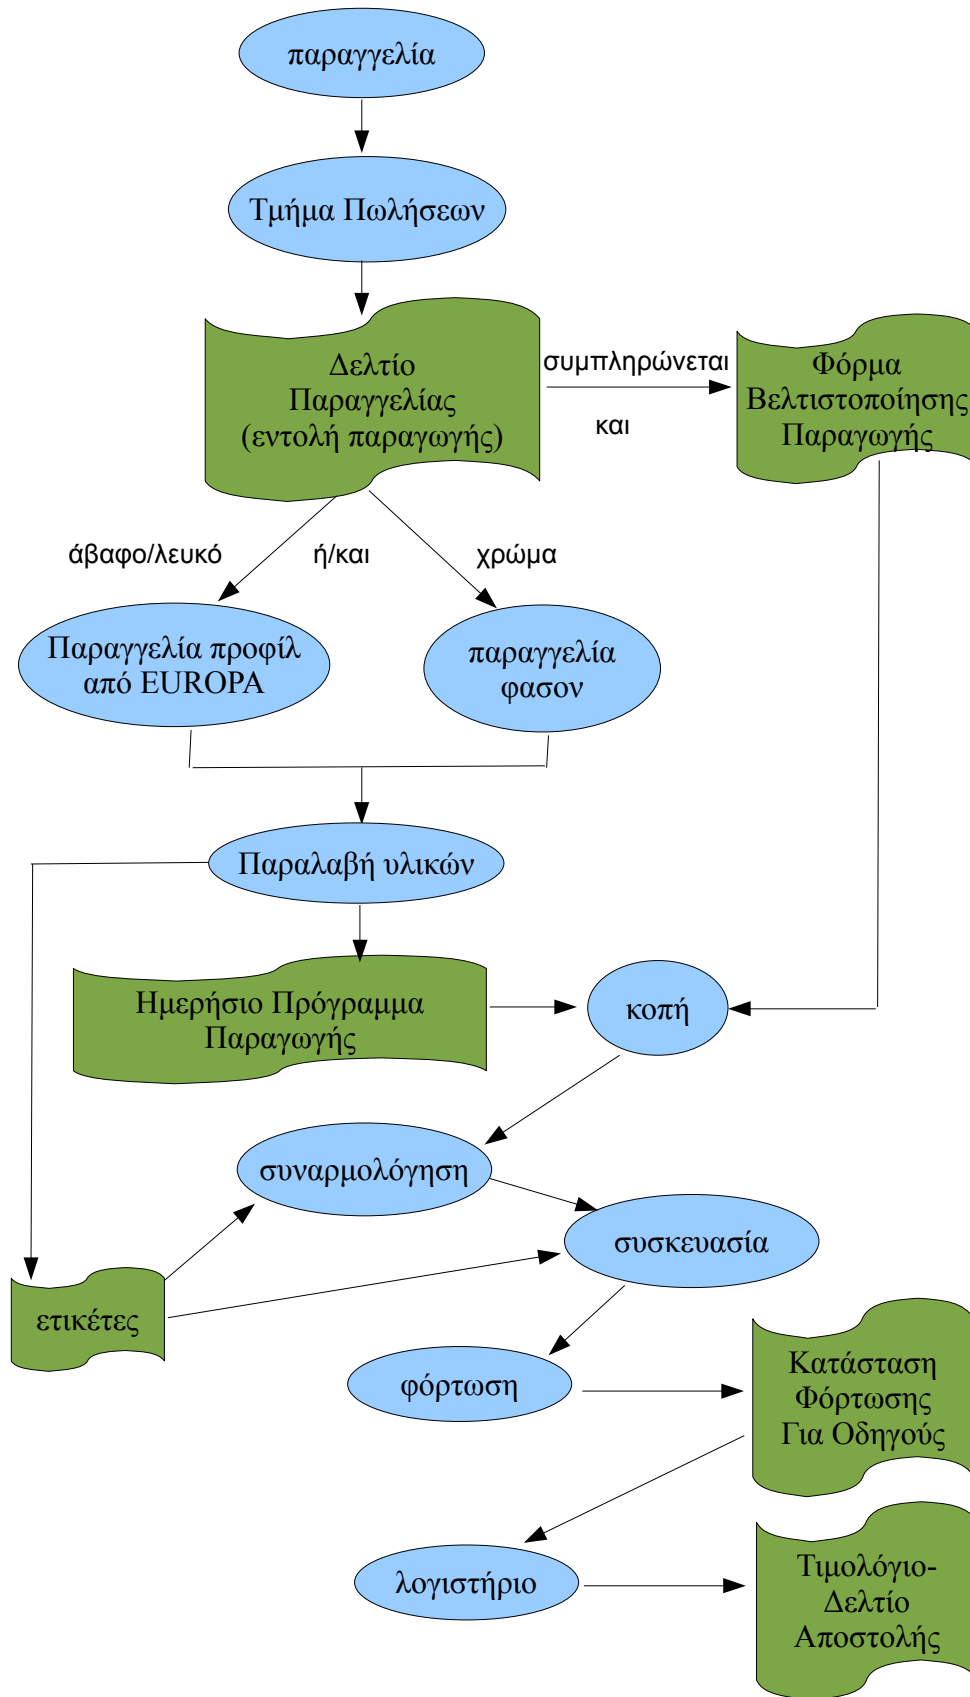 παραγγελία
Τμήμα Πωλήσεων
Δελτίο
Παραγγελίας
(εντολή παραγωγής)
συμπληρώνεται
και
Φόρμα
Βελτιστοποίησης
Παραγωγής
άβαφο/λευκό
ή/και
χρώμα
Παραγγελία προφίλ
από EUROPA
παραγγελία
φασον
Παραλαβή υλικών
Ημερήσιο Πρόγραμμα
Παραγωγής
κοπή
συναρμολόγηση
συσκευασία
ετικέτες
φόρτωση
Κατάσταση
Φόρτωσης
Για Οδηγούς
λογιστήριο
Τιμολόγιο-
Δελτίο
Αποστολής